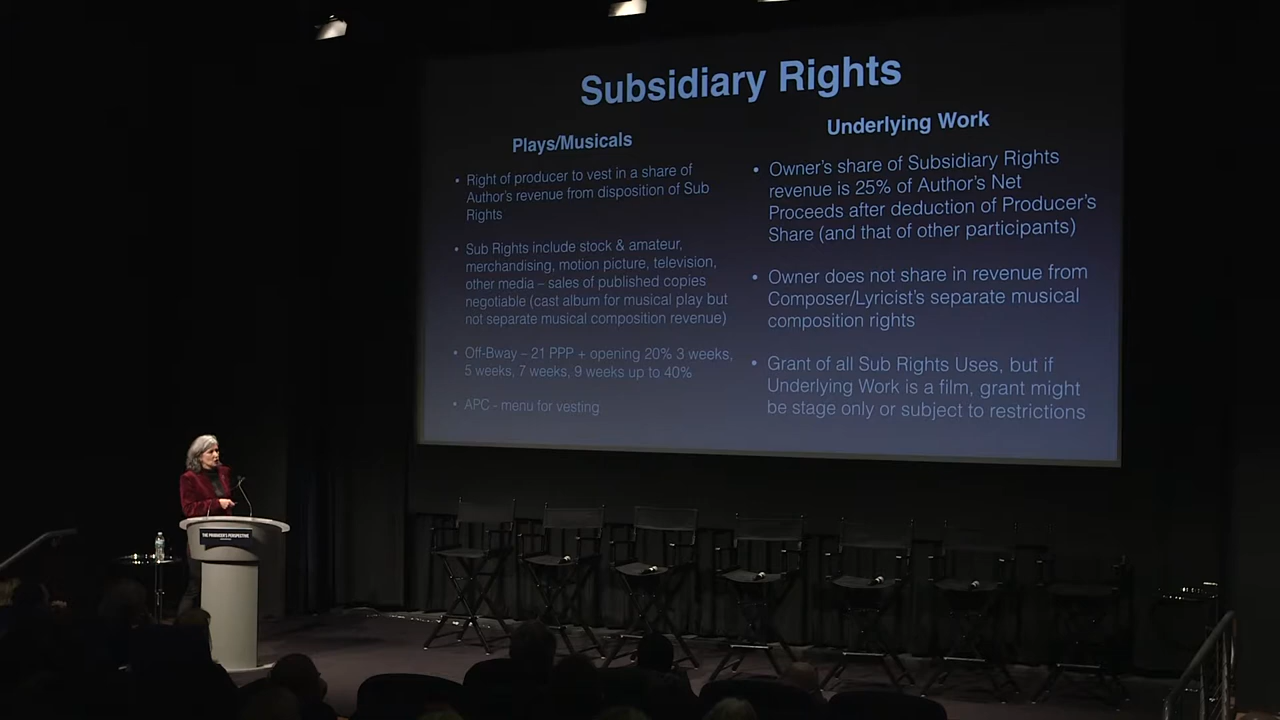 Subsidiary Rights
Plays/Musicals
• Right of producer to vest in a share of
Author's revenue from disposition of Sub
Rights
• Sub Rights include stock & amateur,
merchandising, motion picture, television,
other media – sales of published copies
negotiable (cast album for musical play but
not separate musical composition revenue)
• Off-Bway – 21 PPP + opening 20% 3 weeks,
5 weeks, 7 weeks, 9 weeks up to 40%
• APC - menu for vesting
Underlying Work
• Owner's share of Subsidiary Rights
revenue is 25% of Author's Net
Proceeds after deduction of Producer's
Share (and that of other participants)
• Owner does not share in revenue from
Composer/Lyricist's separate musical
composition rights
• Grant of all Sub Rights Uses, but if
Underlying Work is a film, grant might
be stage only or subject to restrictions
THE PRODUCER'S PERSPECTIVE